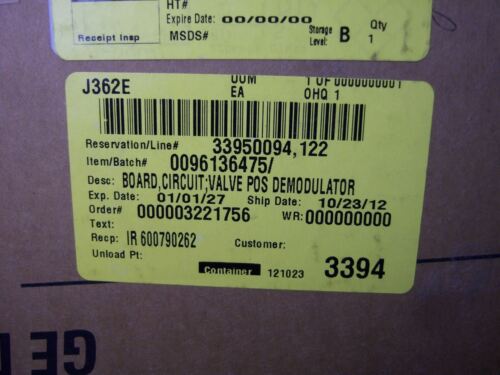 HT#
Expire Date: 00/00/00
Receipt Insp
MSDS#
Storage Level: B
Qty 1
J362E
UUM
1 OF 0000000001
EA
OHQ 1
Reservation/Line# 33950094,122
Item/Batch# 0096136475/
Desc: BOARD,CIRCUIT;VALVE POS DEMODULATOR
Exp. Date: 01/01/27 Ship Date: 10/23/12
Order# 000003221756 WR: 000000000
Text:
Recp: IR 600790262 Customer:
Unload Pt:
Container 121023 3394
GE